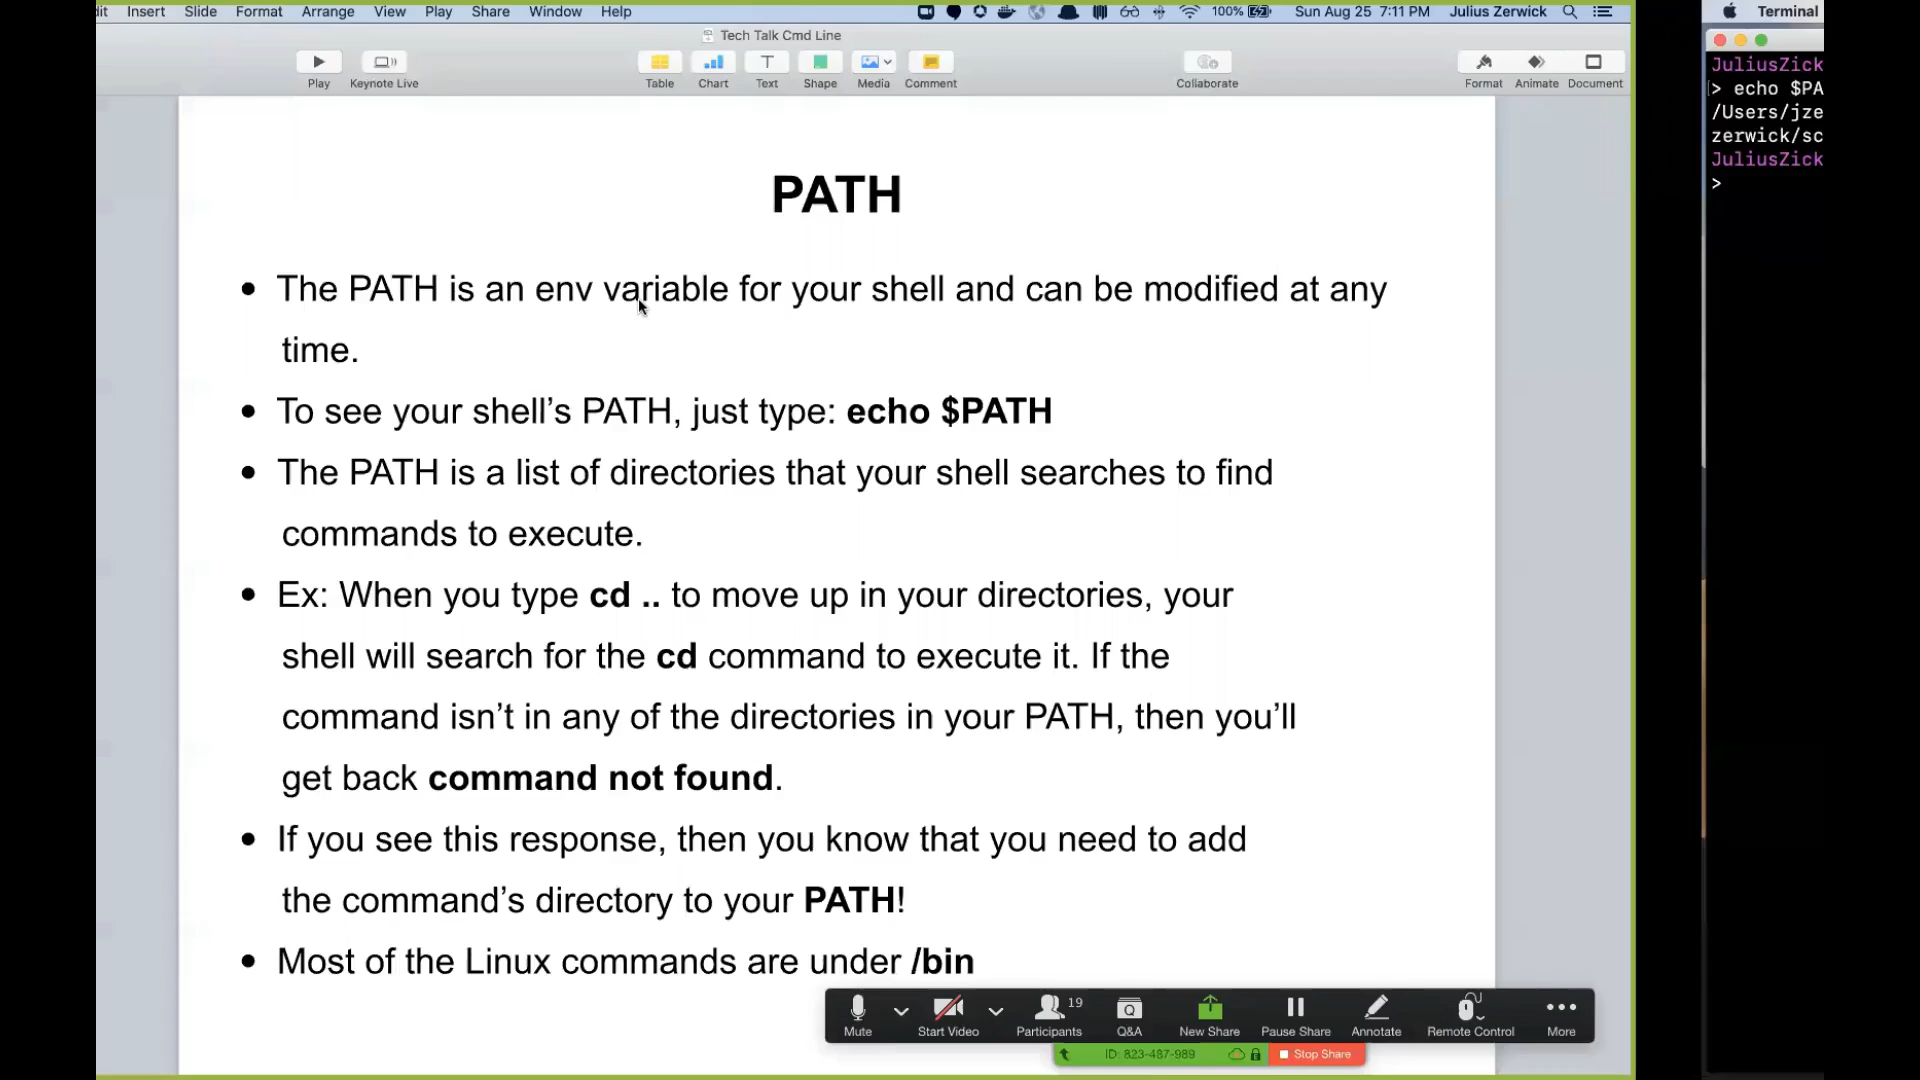 dit Insert Slide Format Arrange View Play Share Window Help 100% Sun Aug 25 7:11 PM Julius Zerwick
Terminal
Tech Talk Cmd Line
Play Keynote Live Table Chart Text Shape Media Comment Collaborate Format Animate Document
JuliusZick
> echo $PA
/Users/jze
zerwick/sc
JuliusZick
>
PATH
• The PATH is an env variable for your shell and can be modified at any
time.
• To see your shell’s PATH, just type: echo $PATH
• The PATH is a list of directories that your shell searches to find
commands to execute.
• Ex: When you type cd .. to move up in your directories, your
shell will search for the cd command to execute it. If the
command isn’t in any of the directories in your PATH, then you’ll
get back command not found.
• If you see this response, then you know that you need to add
the command’s directory to your PATH!
• Most of the Linux commands are under /bin
19
Mute Start Video Participants Q&A New Share Pause Share Annotate Remote Control More
ID: 823-487-989 Stop Share